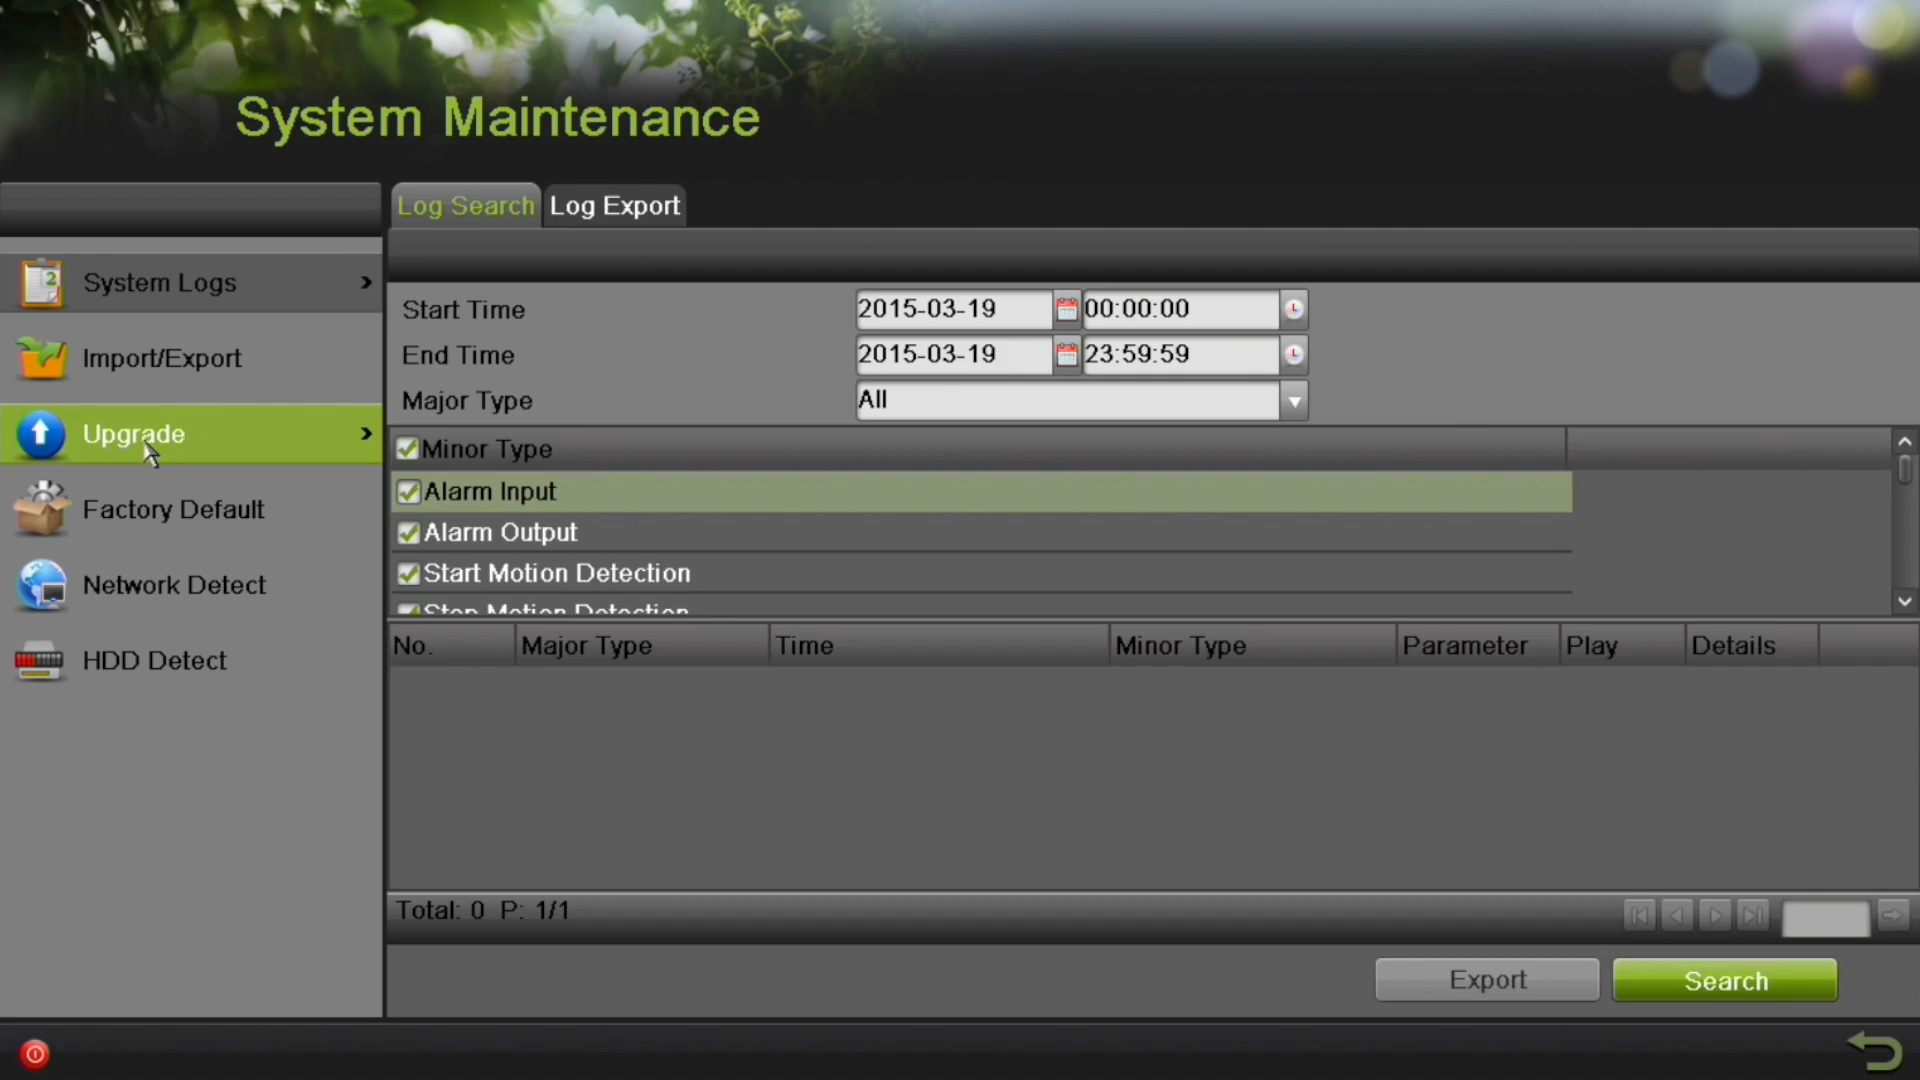 System Maintenance
Log Search Log Export
System Logs
Import/Export
Upgrade
Factory Default
Network Detect
HDD Detect
Start Time 2015-03-19 00:00:00
End Time 2015-03-19 23:59:59
Major Type All
Minor Type
Alarm Input
Alarm Output
Start Motion Detection
Stop Motion Detection
No. Major Type Time Minor Type Parameter Play Details
Total: 0 P: 1/1
Export Search